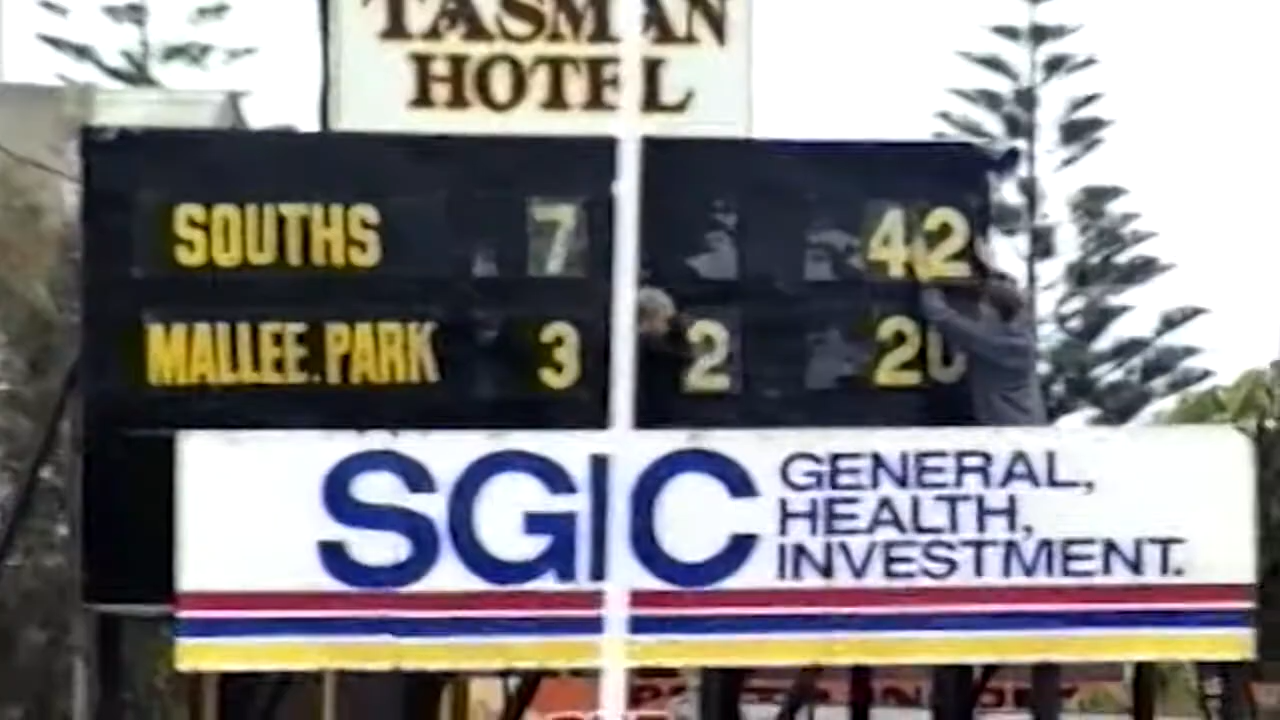 TASMAN
HOTEL
SOUTHS 7 42
MALLEE PARK 3 2 20
SGIC GENERAL,
HEALTH,
INVESTMENT.